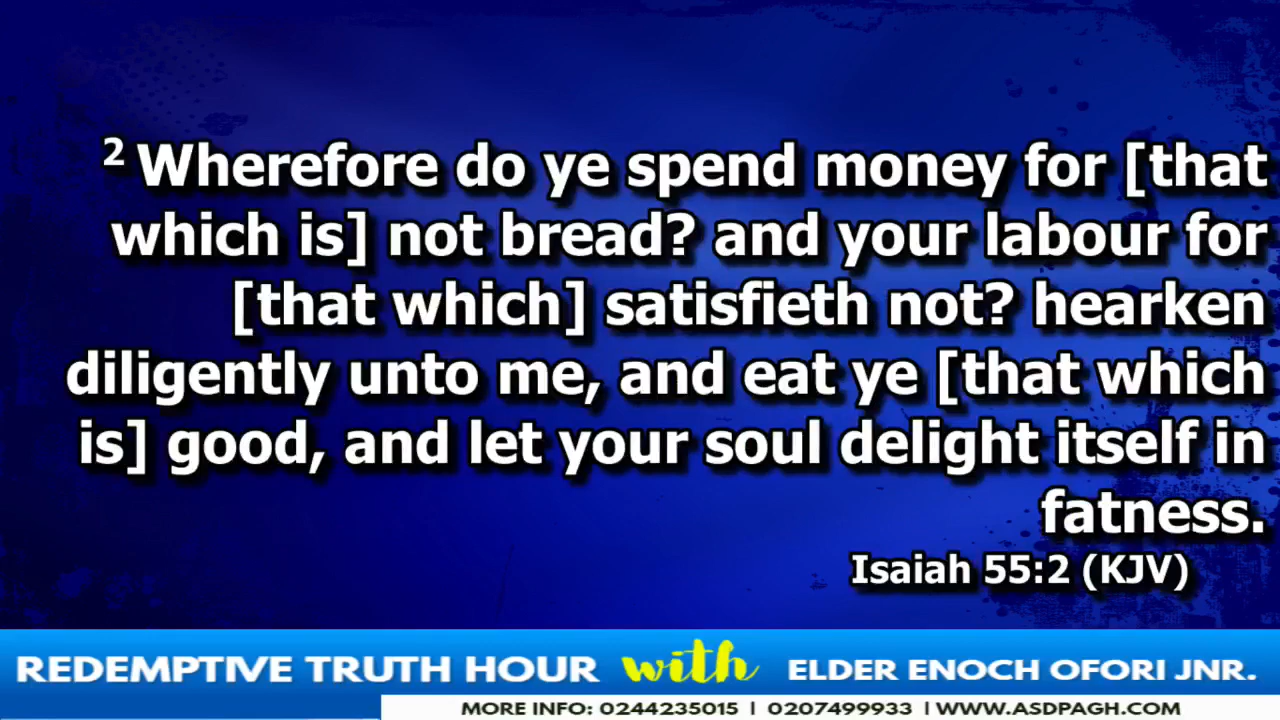 2 Wherefore do ye spend money for [that
which is] not bread? and your labour for
[that which] satisfieth not? hearken
diligently unto me, and eat ye [that which
is] good, and let your soul delight itself in
fatness.
Isaiah 55:2 (KJV)
REDEMPTIVE TRUTH HOUR with ELDER ENOCH OFORI JNR.
MORE INFO: 0244235015 | 0207499933 | WWW.ASDPAGH.COM